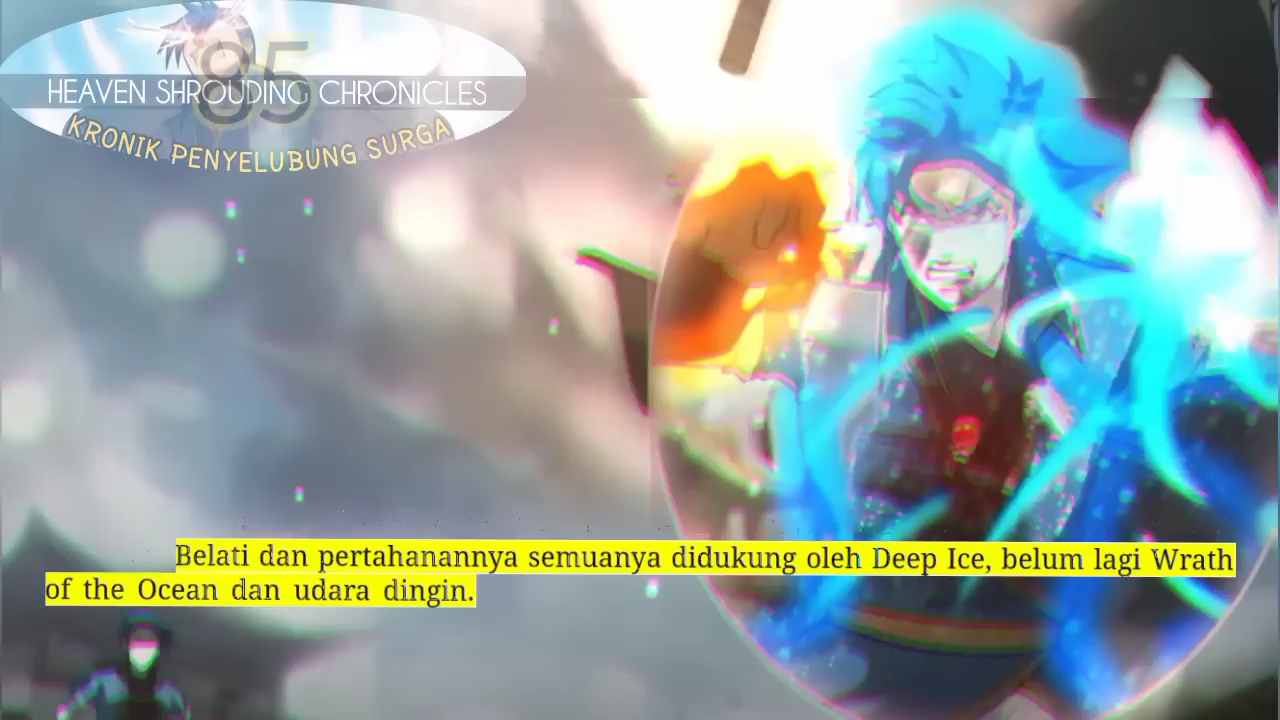 85
HEAVEN SHROUDING CHRONICLES
KRONIK PENYELUBUNG SURGA
Belati dan pertahanannya semuanya didukung oleh Deep Ice, belum lagi Wrath
of the Ocean dan udara dingin.